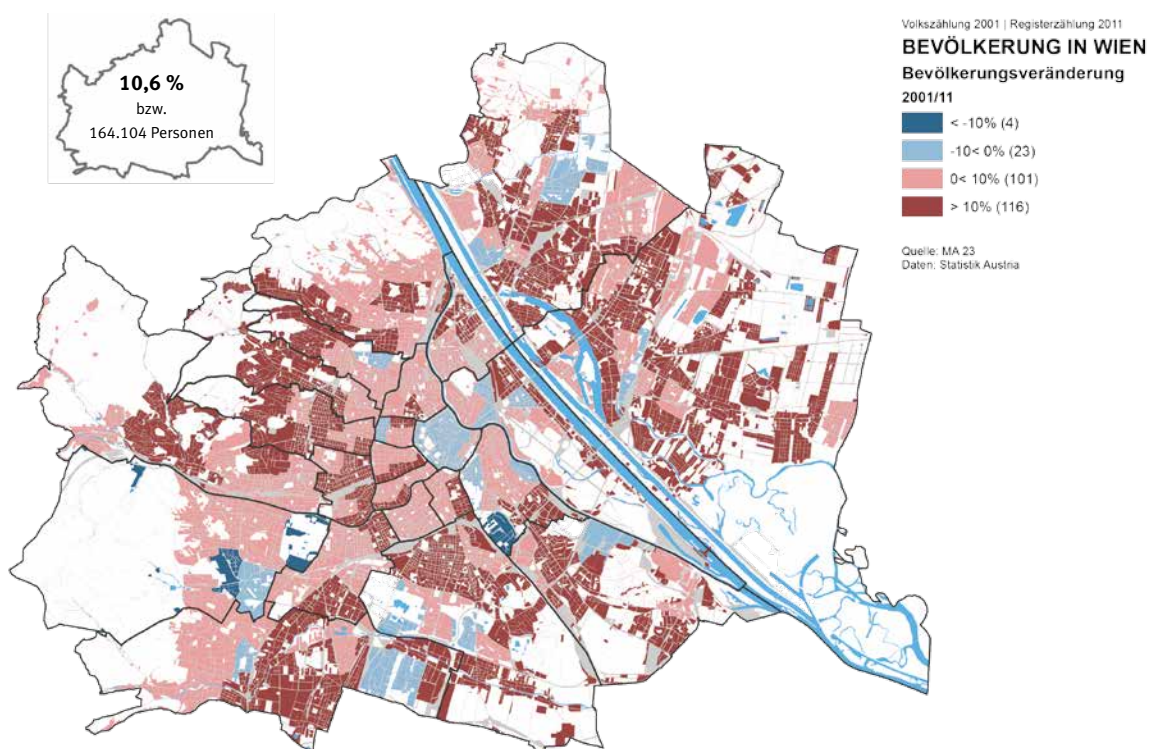 10,6 %
bzw.
164.104 Personen
Volkszählung 2001 | Registerzählung 2011
BEVÖLKERUNG IN WIEN
Bevölkerungsveränderung
2001/11
< -10% (4)
-10< 0% (23)
0< 10% (101)
> 10% (116)
Quelle: MA 23
Daten: Statistik Austria